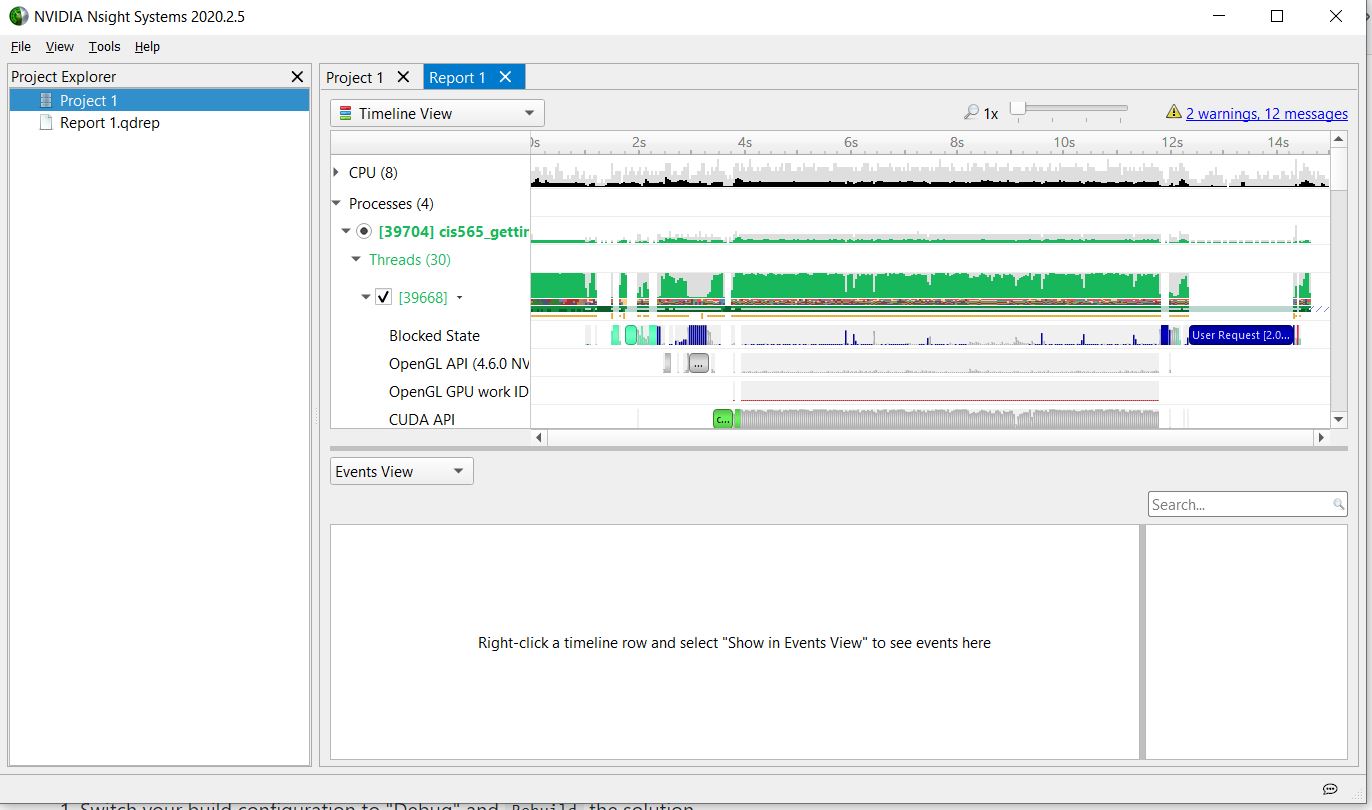 NVIDIA Nsight Systems 2020.2.5
File View Tools Help
Project Explorer
Project 1
Report 1.qdrep
Project 1 Report 1
Timeline View
1x
2 warnings, 12 messages
0s 2s 4s 6s 8s 10s 12s 14s
CPU (8)
Processes (4)
[39704] cis565_gettin
Threads (30)
[39668]
Blocked State
User Request [2.0...
OpenGL API (4.6.0 NV
...
OpenGL GPU work ID
CUDA API
c...
Events View
Search...
Right-click a timeline row and select "Show in Events View" to see events here
1. Switch your build configuration to "Debug" and Rebuild the solution